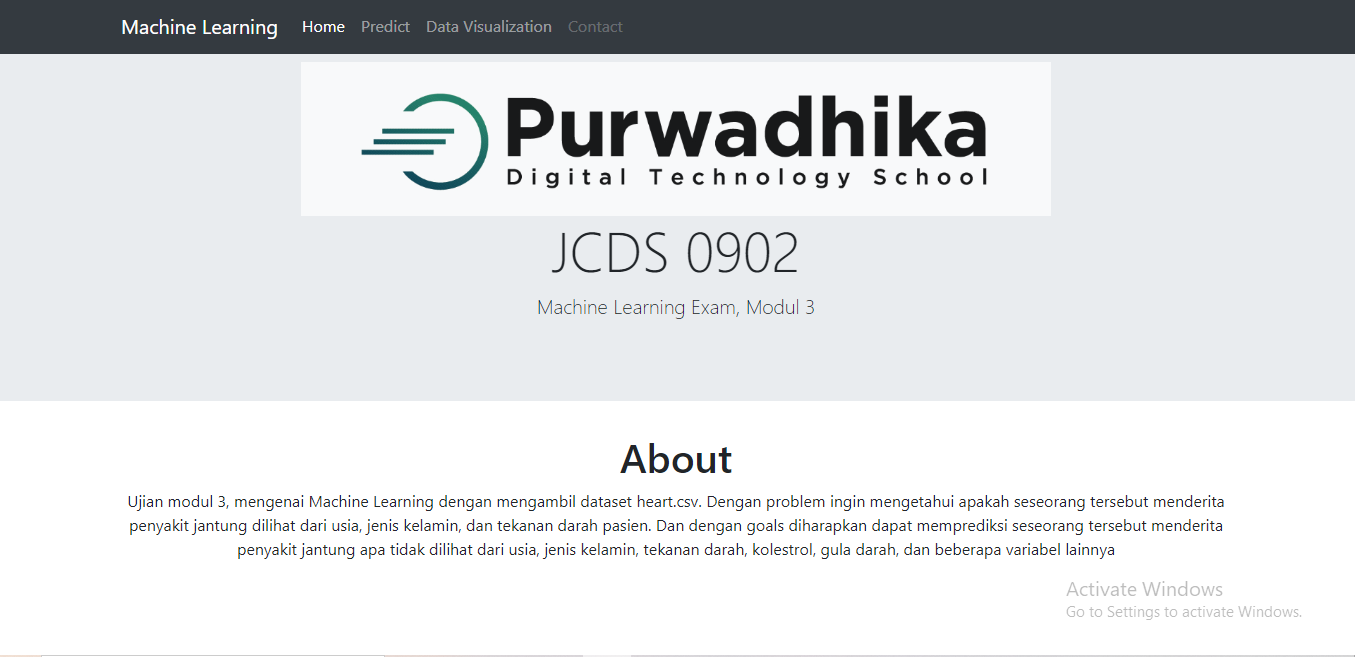 Machine Learning Home Predict Data Visualization Contact
Purwadhika
Digital Technology School
JCDS 0902
Machine Learning Exam, Modul 3
About
Ujian modul 3, mengenai Machine Learning dengan mengambil dataset heart.csv. Dengan problem ingin mengetahui apakah seseorang tersebut menderita
penyakit jantung dilihat dari usia, jenis kelamin, dan tekanan darah pasien. Dan dengan goals diharapkan dapat memprediksi seseorang tersebut menderita
penyakit jantung apa tidak dilihat dari usia, jenis kelamin, tekanan darah, kolestrol, gula darah, dan beberapa variabel lainnya
Activate Windows
Go to Settings to activate Windows.